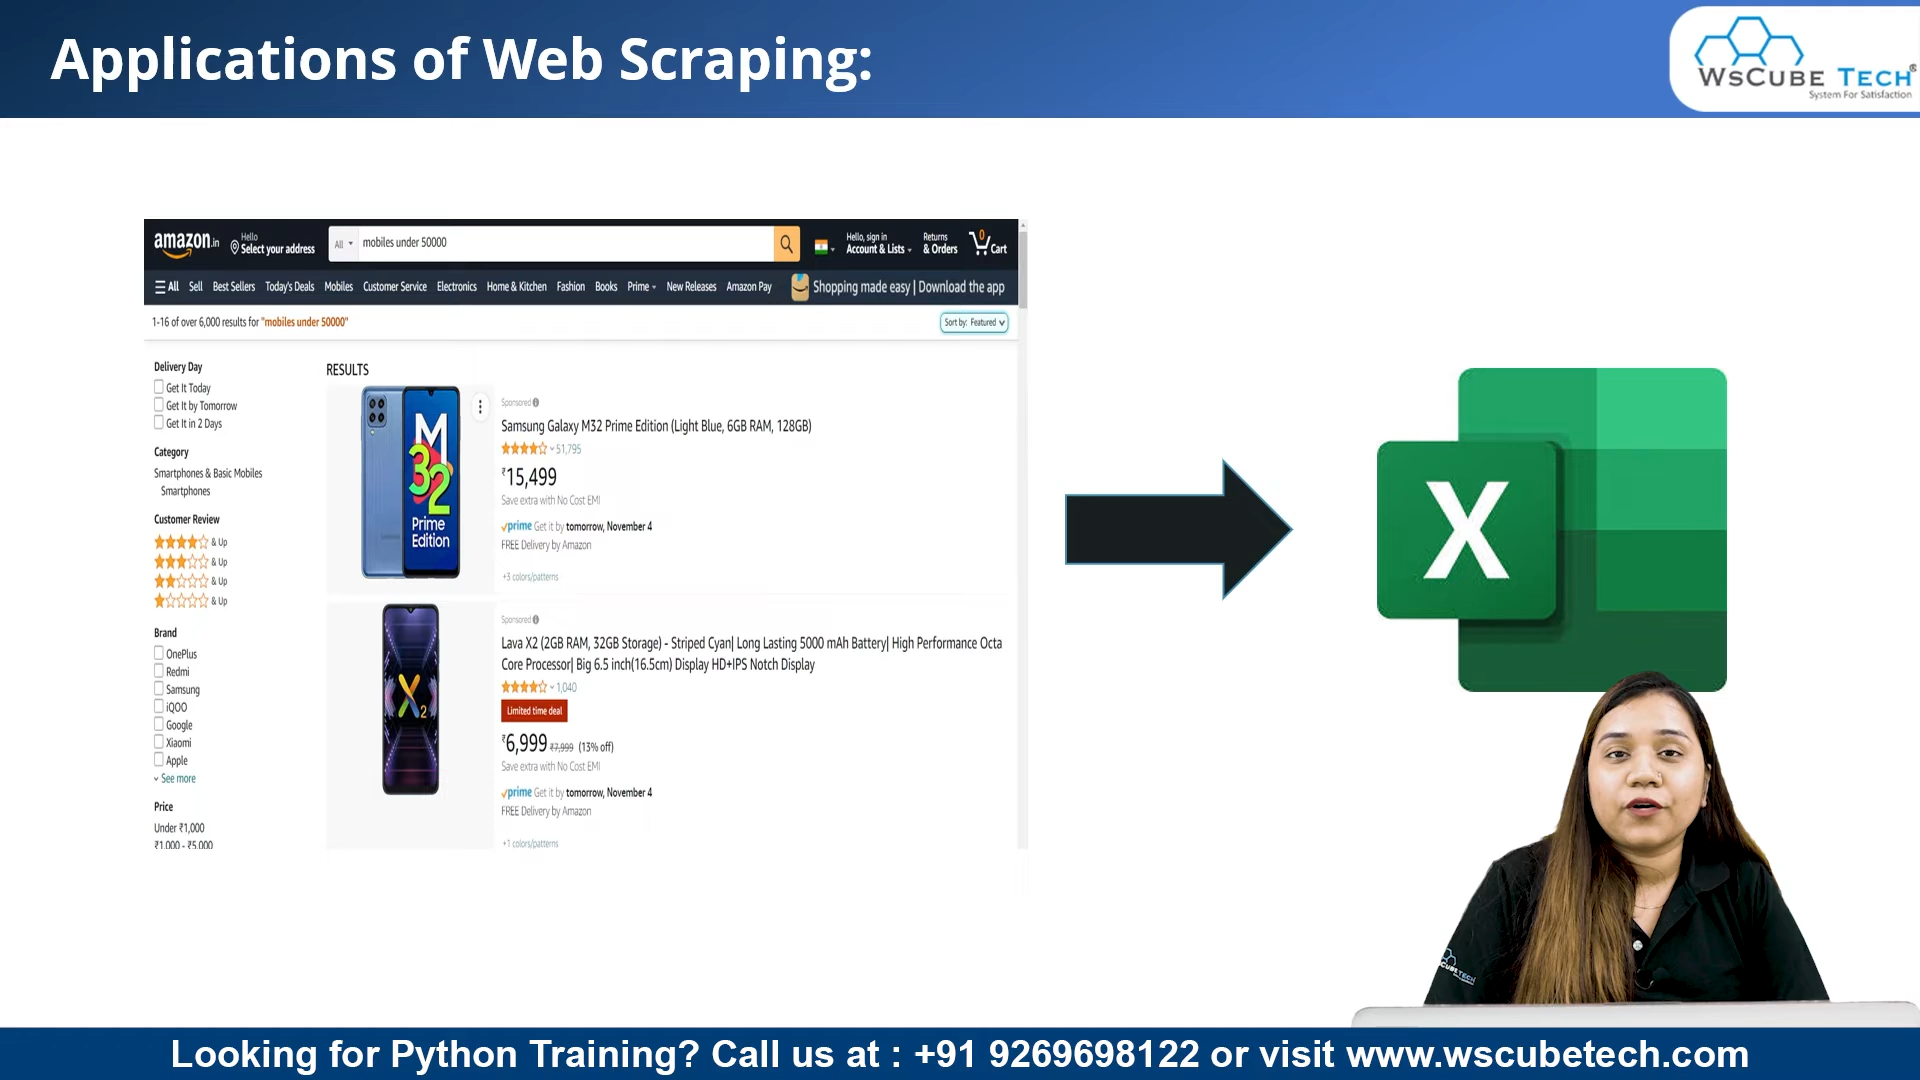 Applications of Web Scraping:
WSCUBE TECH®
System For Satisfaction
amazon.in
Hello
Select your address
All
mobiles under 50000
Hello, sign in
Account & Lists
Returns
& Orders
0
Cart
All Sell Best Sellers Today's Deals Mobiles Customer Service Electronics Home & Kitchen Fashion Books Prime New Releases Amazon Pay
Shopping made easy | Download the app
1-16 of over 6,000 results for "mobiles under 50000"
Sort by: Featured
Delivery Day
Get It Today
Get It by Tomorrow
Get It in 2 Days
Category
Smartphones & Basic Mobiles
Smartphones
Customer Review
& Up
& Up
& Up
& Up
Brand
OnePlus
Redmi
Samsung
iQOO
Google
Xiaomi
Apple
See more
Price
Under ₹1,000
₹1,000 - ₹5,000
RESULTS
M
32
Prime
Edition
Sponsored
Samsung Galaxy M32 Prime Edition (Light Blue, 6GB RAM, 128GB)
51,795
₹15,499
Save extra with No Cost EMI
prime Get it by tomorrow, November 4
FREE Delivery by Amazon
+3 colors/patterns
X2
Sponsored
Lava X2 (2GB RAM, 32GB Storage) - Striped Cyan| Long Lasting 5000 mAh Battery| High Performance Octa
Core Processor| Big 6.5 inch(16.5cm) Display HD+IPS Notch Display
1,040
Limited time deal
₹6,999 ₹7,999 (13% off)
Save extra with No Cost EMI
prime Get it by tomorrow, November 4
FREE Delivery by Amazon
+1 colors/patterns
X
Looking for Python Training? Call us at : +91 9269698122 or visit www.wscubetech.com